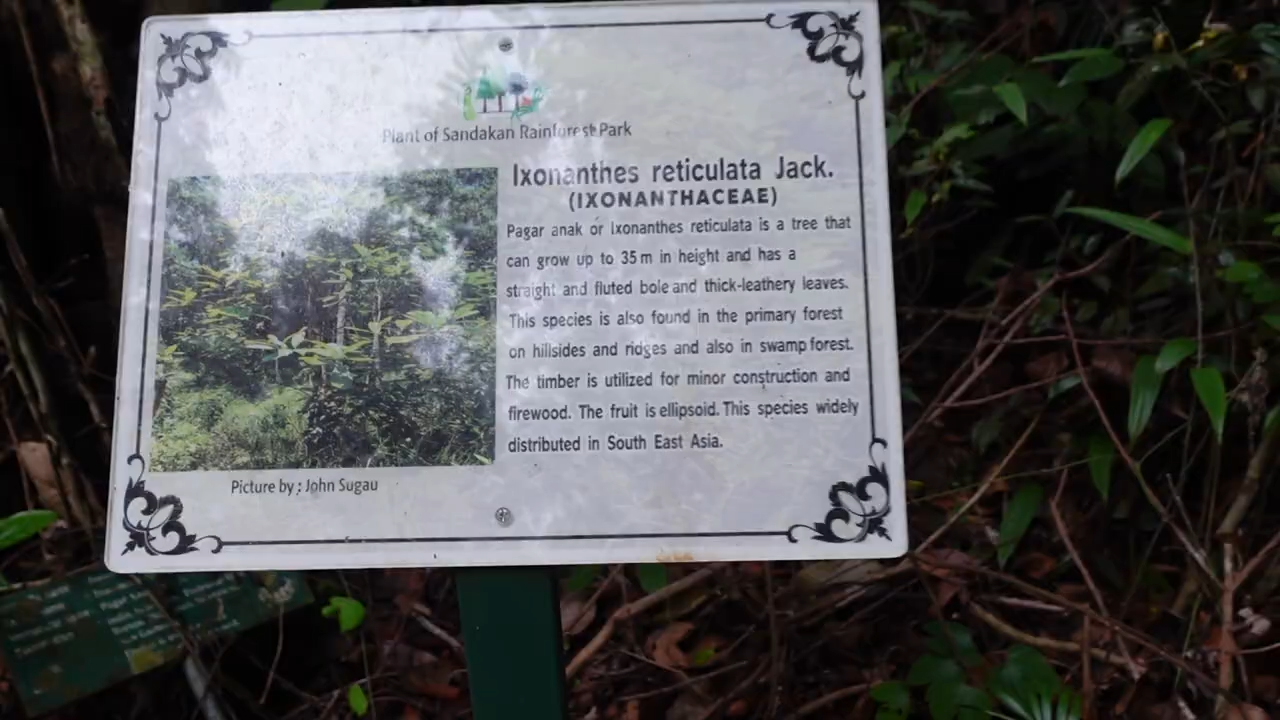 Plant of Sandakan Rainforest Park
Ixonanthes reticulata Jack.
(IXONANTHACEAE)
Pagar anak or Ixonanthes reticulata is a tree that
can grow up to 35 m in height and has a
straight and fluted bole and thick-leathery leaves.
This species is also found in the primary forest
on hillsides and ridges and also in swamp forest.
The timber is utilized for minor construction and
firewood. The fruit is ellipsoid. This species widely
distributed in South East Asia.
Picture by : John Sugau